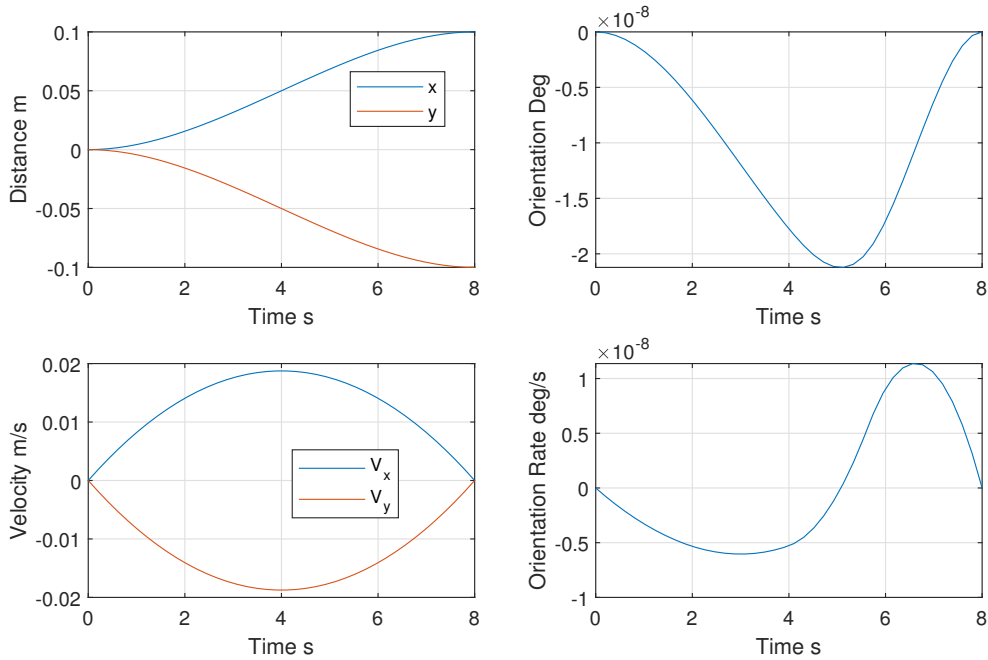 0.1
0.05
0
-0.05
-0.1
Distance m
x
y
0 2 4 6 8
Time s
×10⁻⁸
0
-0.5
-1
-1.5
-2
Orientation Deg
0 2 4 6 8
Time s
0.02
0.01
0
-0.01
-0.02
Velocity m/s
Vₓ
V_y
0 2 4 6 8
Time s
×10⁻⁸
1
0.5
0
-0.5
-1
Orientation Rate deg/s
0 2 4 6 8
Time s